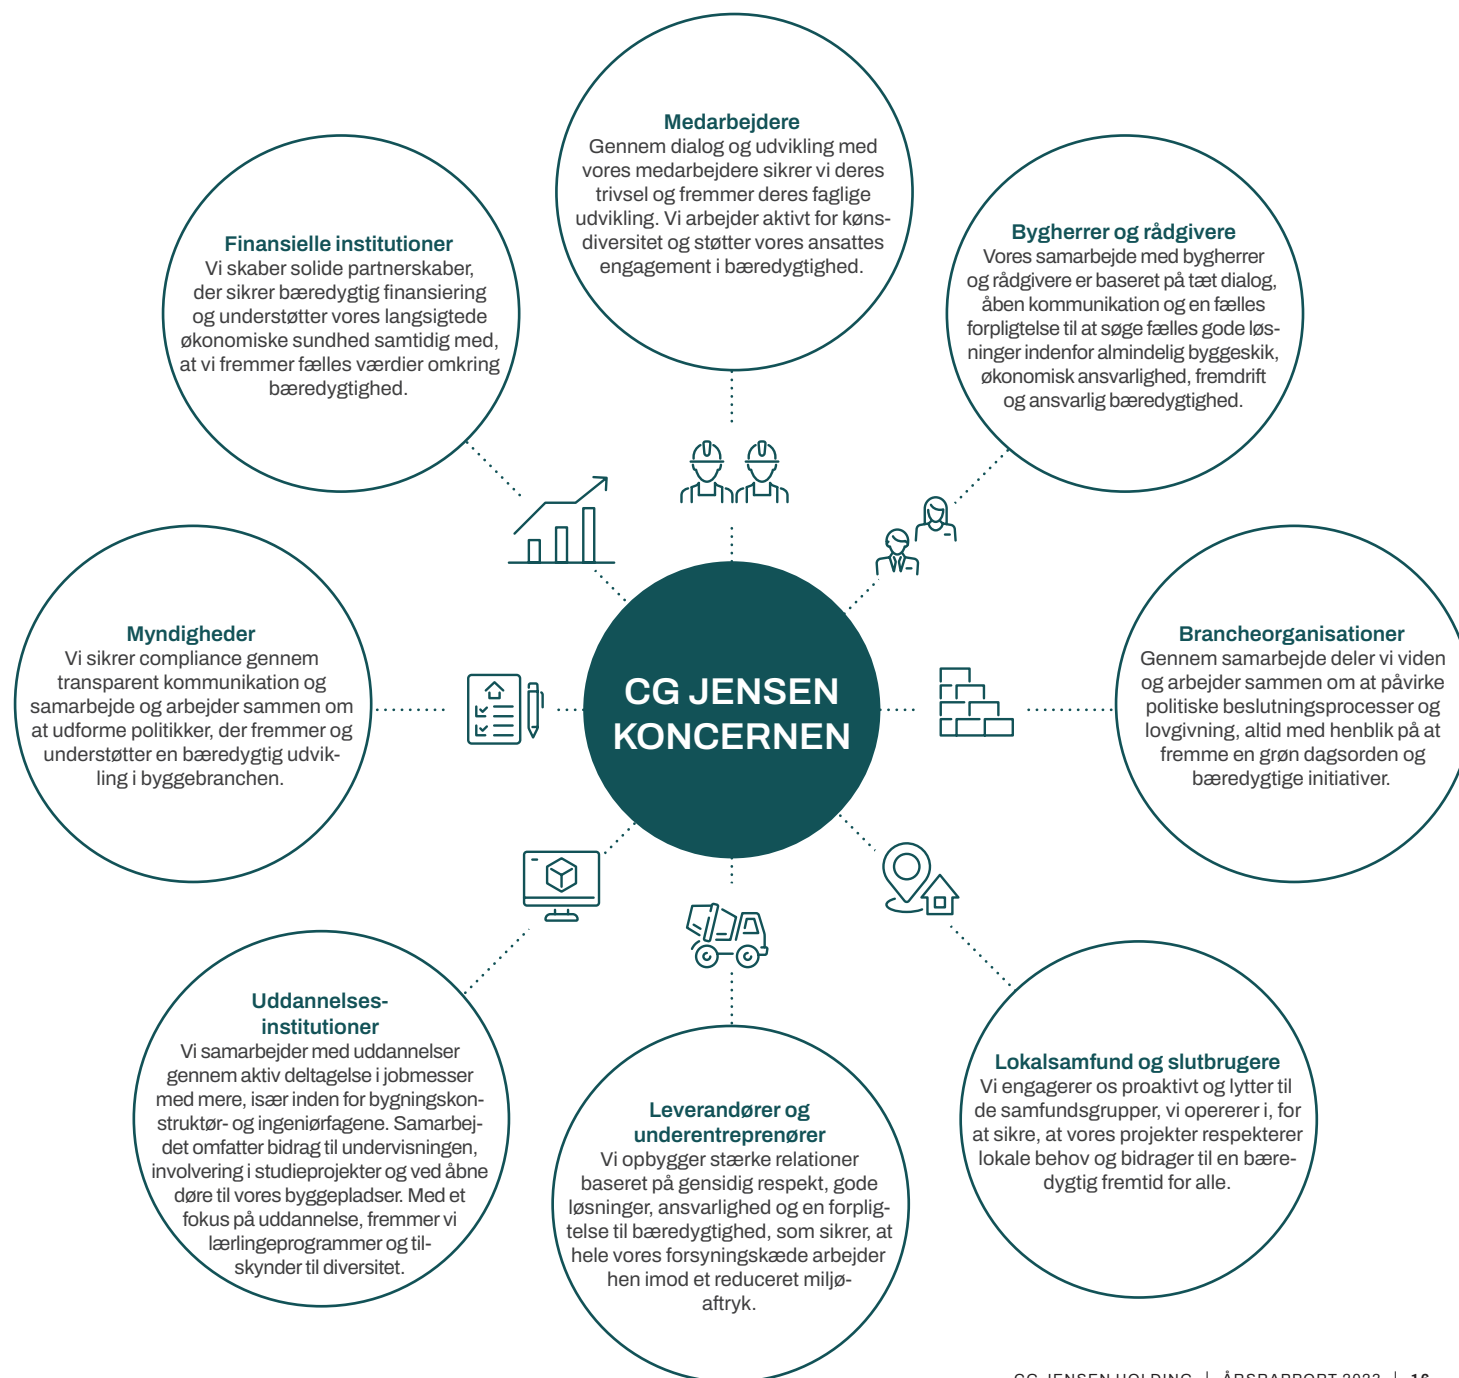 Medarbejdere
Gennem dialog og udvikling med
vores medarbejdere sikrer vi deres
trivsel og fremmer deres faglige
udvikling. Vi arbejder aktivt for køns-
diversitet og støtter vores ansattes
engagement i bæredygtighed.
Finansielle institutioner
Vi skaber solide partnerskaber,
der sikrer bæredygtig finansiering
og understøtter vores langsigtede
økonomiske sundhed samtidig med,
at vi fremmer fælles værdier omkring
bæredygtighed.
Bygherrer og rådgivere
Vores samarbejde med bygherrer
og rådgivere er baseret på tæt dialog,
åben kommunikation og en fælles
forpligtelse til at søge fælles gode løs-
ninger indenfor almindelig byggeskik,
økonomisk ansvarlighed, fremdrift
og ansvarlig bæredygtighed.
Myndigheder
Vi sikrer compliance gennem
transparent kommunikation og
samarbejde og arbejder sammen om
at udforme politikker, der fremmer og
understøtter en bæredygtig udvik-
ling i byggebranchen.
CG JENSEN
KONCERNEN
Brancheorganisationer
Gennem samarbejde deler vi viden
og arbejder sammen om at påvirke
politiske beslutningsprocesser og
lovgivning, altid med henblik på at
fremme en grøn dagsorden og
bæredygtige initiativer.
Uddannelses-
institutioner
Vi samarbejder med uddannelser
gennem aktiv deltagelse i jobmesser
med mere, især inden for bygningskon-
struktør- og ingeniørfagene. Samarbej-
det omfatter bidrag til undervisningen,
involvering i studieprojekter og ved åbne
døre til vores byggepladser. Med et
fokus på uddannelse, fremmer vi
lærlingeprogrammer og til-
skynder til diversitet.
Leverandører og
underentreprenører
Vi opbygger stærke relationer
baseret på gensidig respekt, gode
løsninger, ansvarlighed og en forplig-
telse til bæredygtighed, som sikrer, at
hele vores forsyningskæde arbejder
hen imod et reduceret miljø-
aftryk.
Lokalsamfund og slutbrugere
Vi engagerer os proaktivt og lytter til
de samfundsgrupper, vi opererer i, for
at sikre, at vores projekter respekterer
lokale behov og bidrager til en bære-
dygtig fremtid for alle.
CG JENSEN HOLDING | ÅRSRAPPORT 2023 | 16